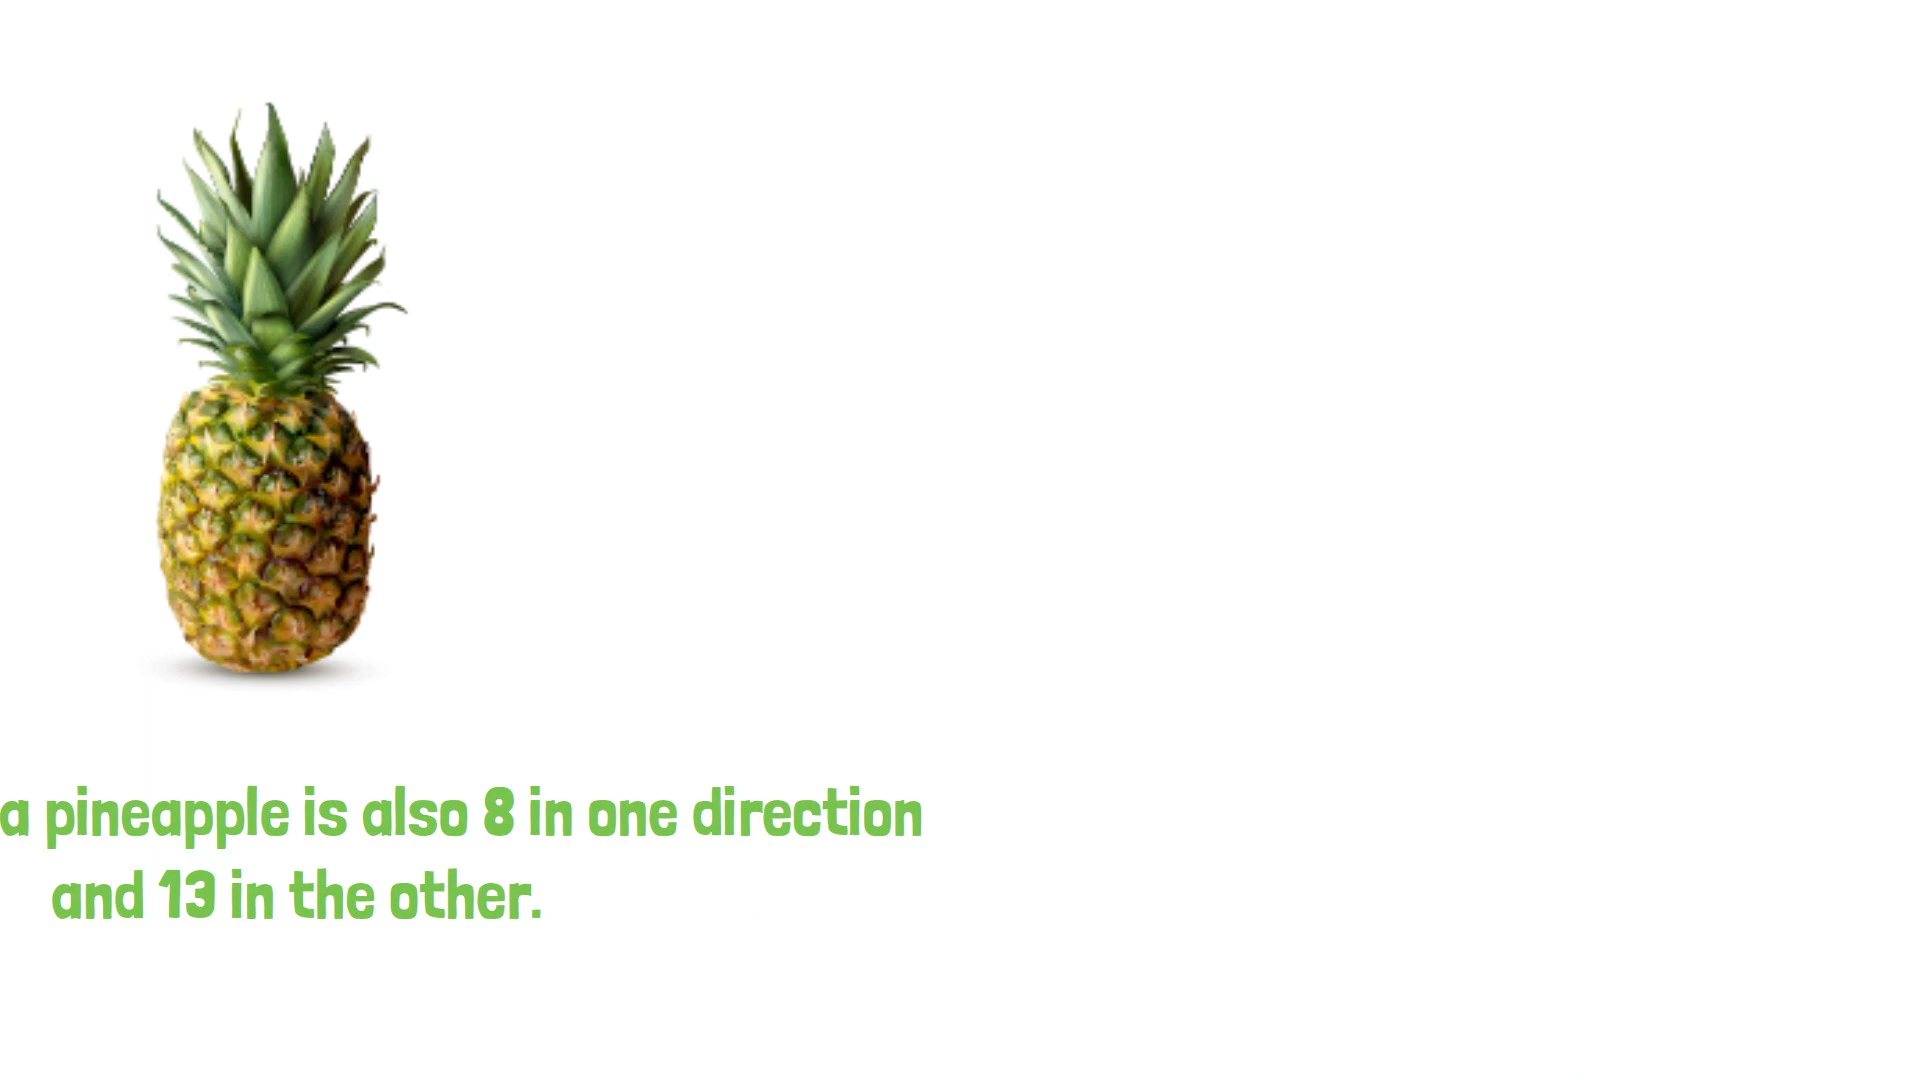 a pineapple is also 8 in one direction
and 13 in the other.